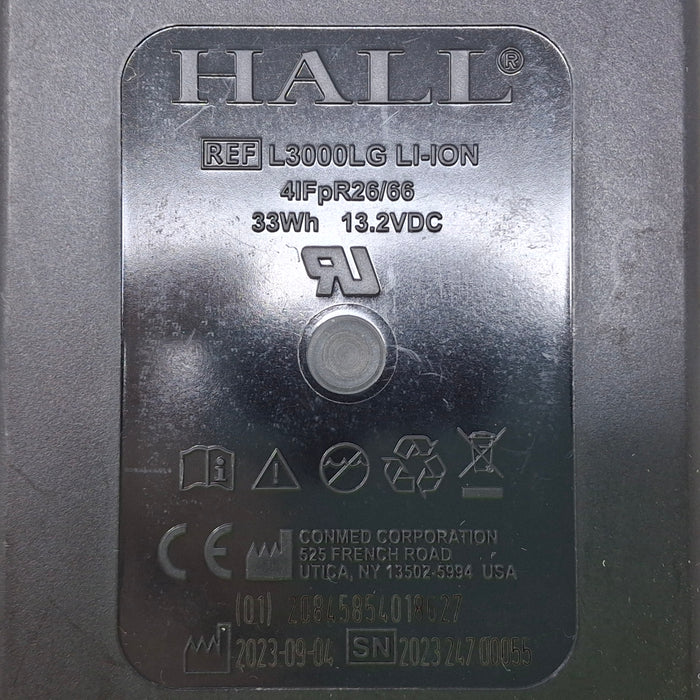 HALL®
REF L3000LG LI-ION
4IFpR26/66
33Wh 13.2VDC
CE CONMED CORPORATION
525 FRENCH ROAD
UTICA, NY 13502-5994 USA
(01)
2023-09-04 SN 2023 247 00055